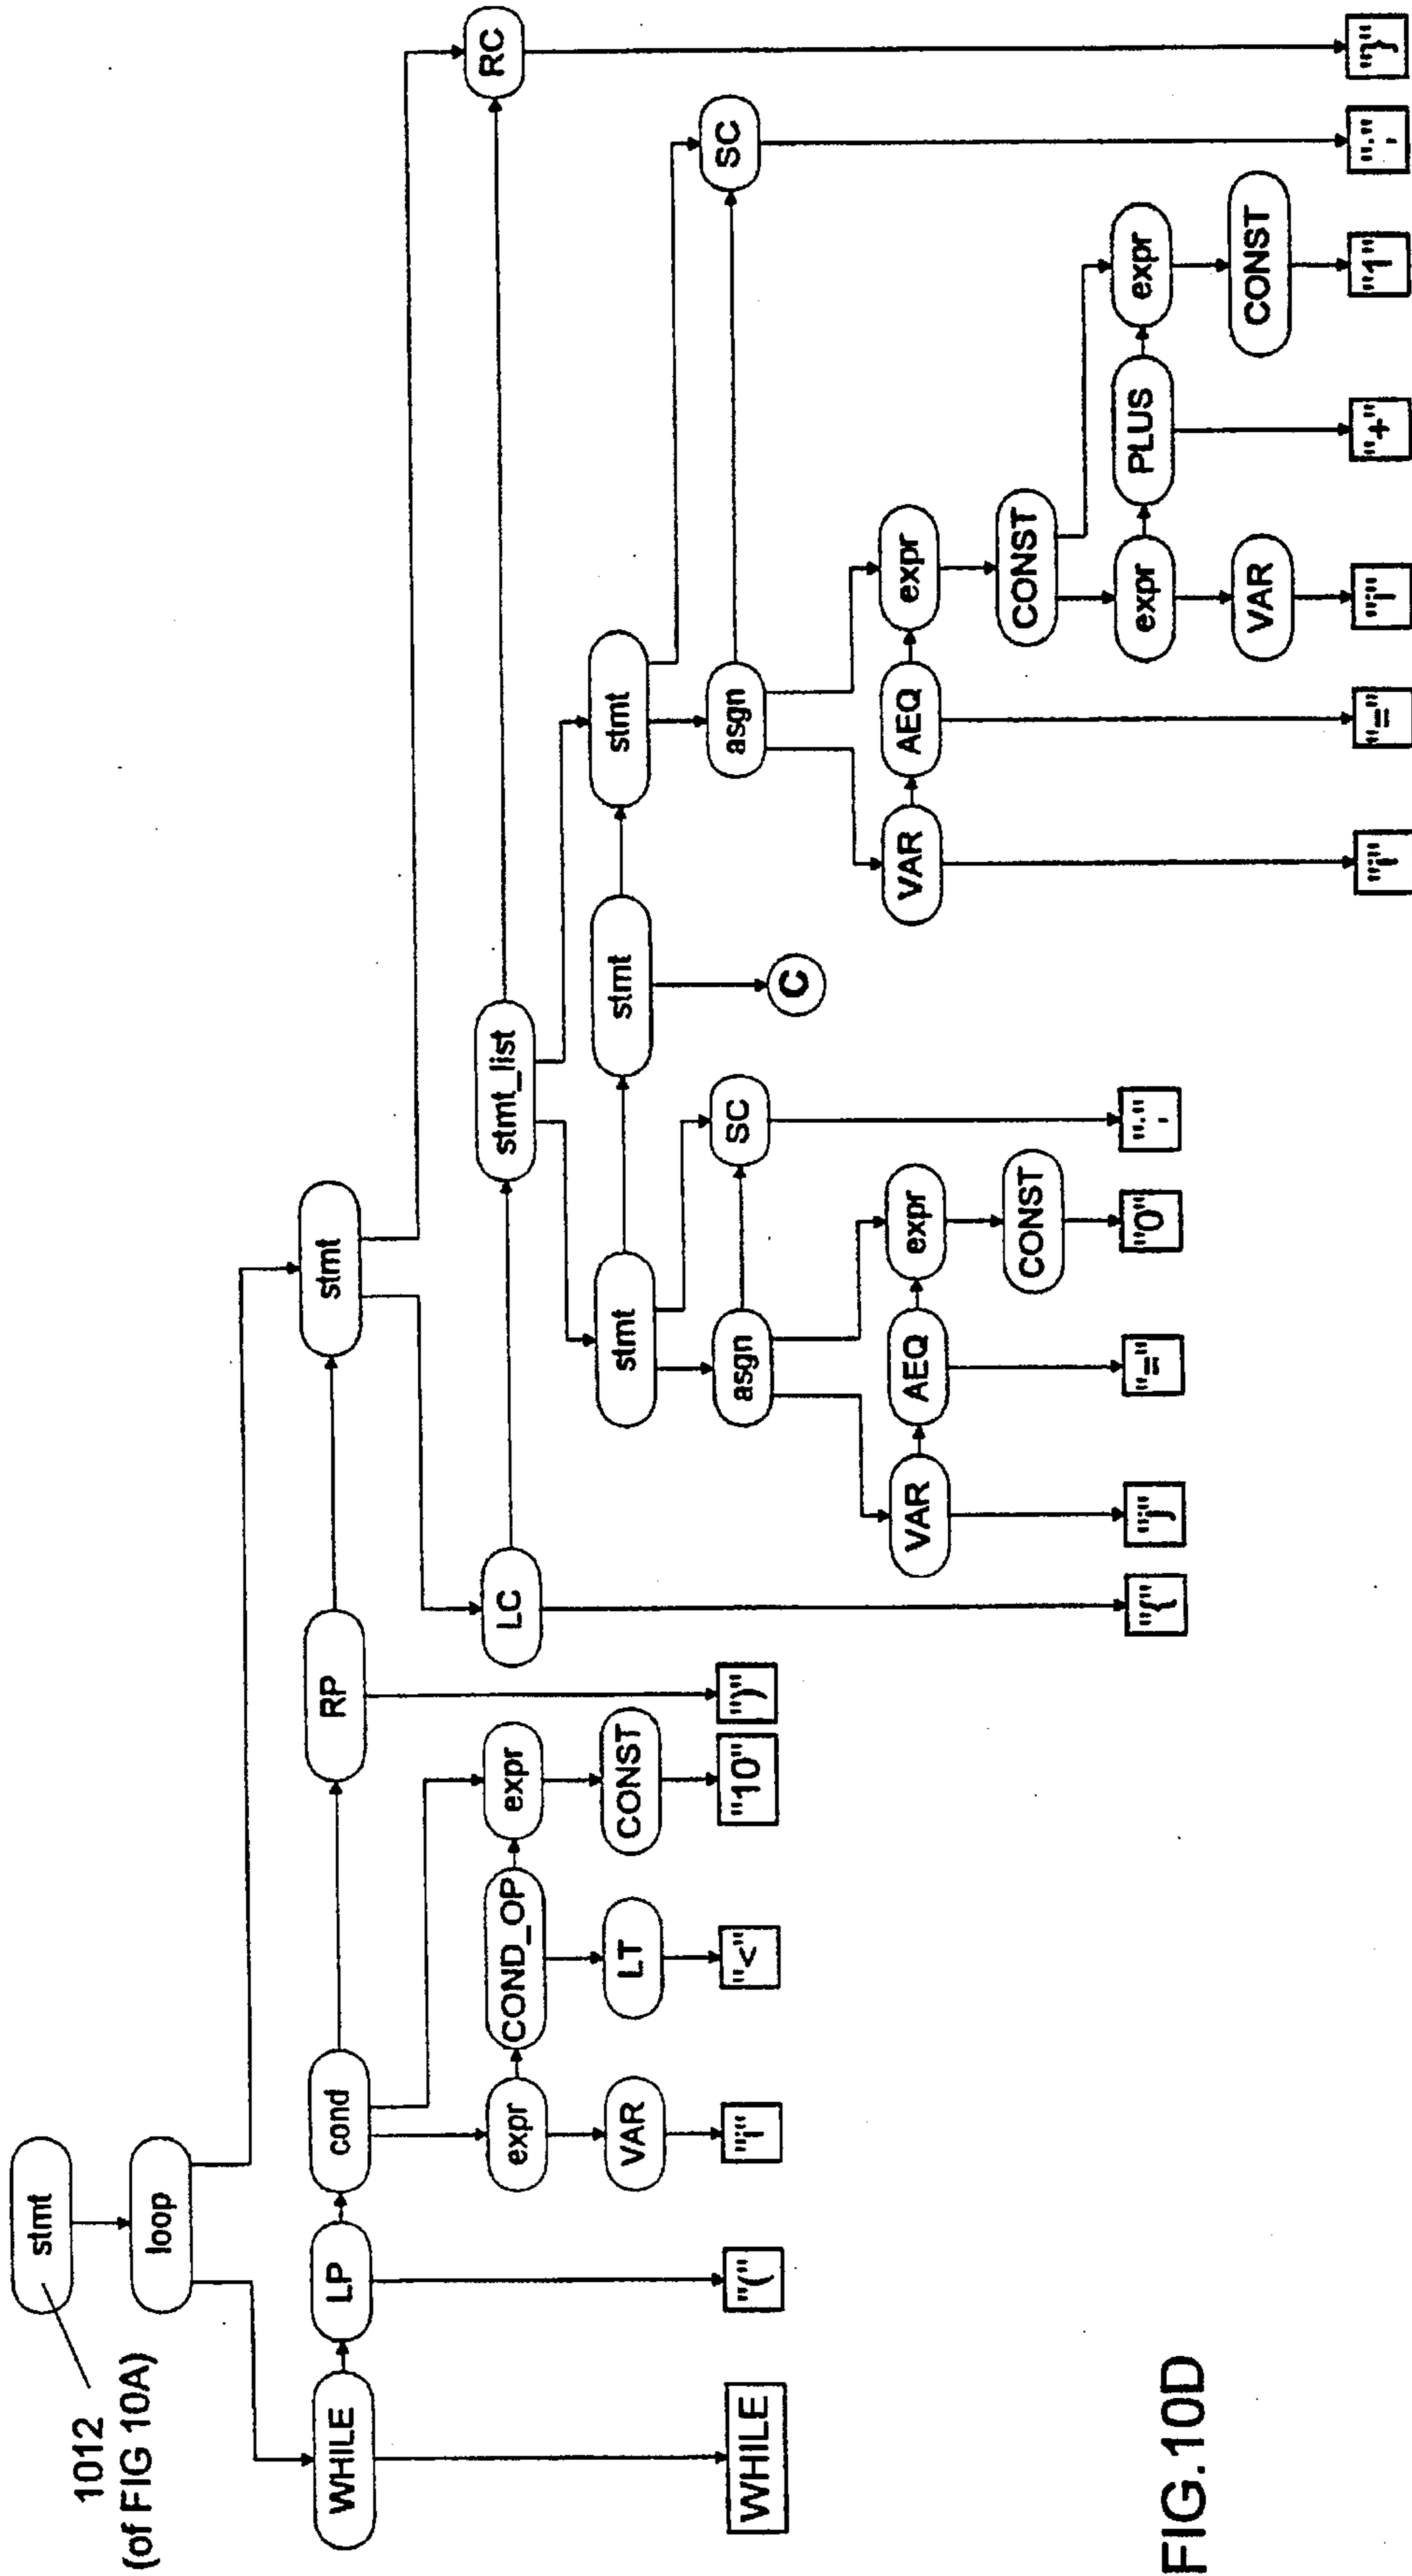 stmt
1012
(of FIG 10A)
loop
WHILE LP cond RP stmt
expr COND_OP expr LC stmt_list RC
VAR LT CONST stmt stmt stmt
WHILE "(" "i" "<" "10" ")" asgn SC C asgn SC
VAR AEQ expr VAR AEQ expr
CONST CONST
"{" "j" "=" "0" ";" expr PLUS expr
VAR CONST
"i" "=" "i" "+" "1" ";" "}"
FIG.10D